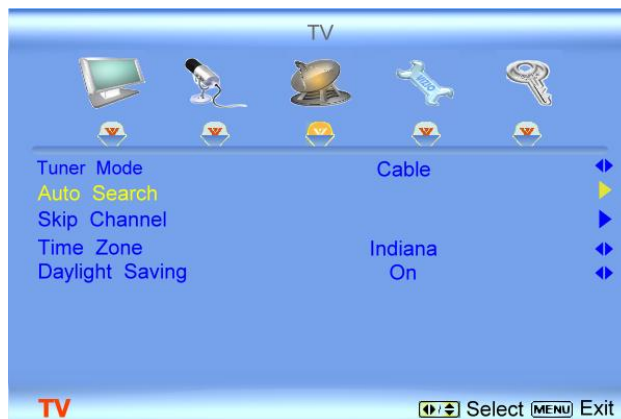 TV
Tuner Mode Cable
Auto Search
Skip Channel
Time Zone Indiana
Daylight Saving On
TV Select MENU Exit